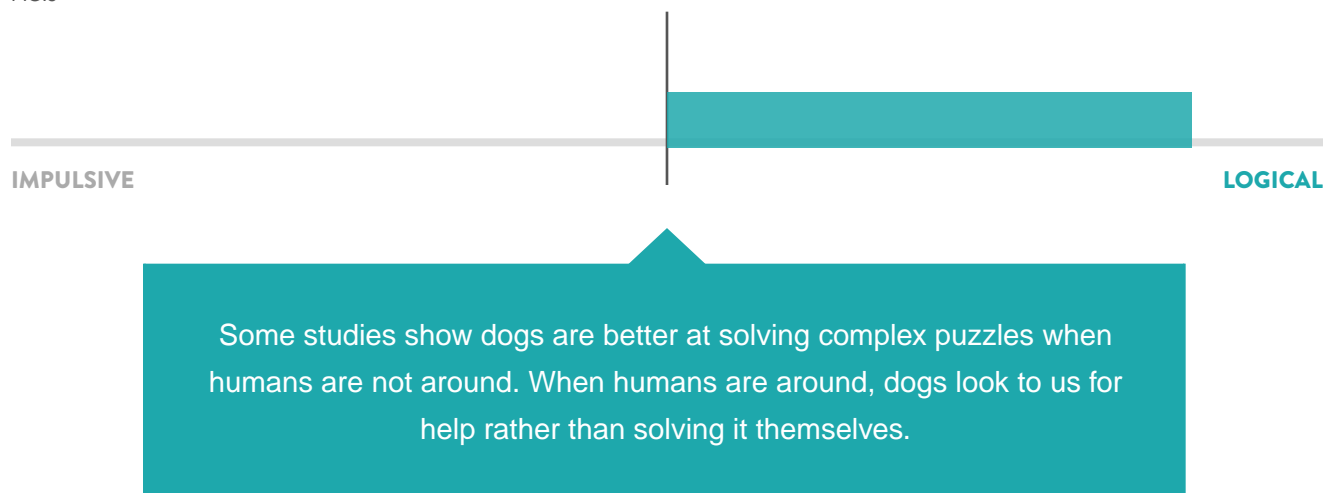 IMPULSIVE
LOGICAL
Some studies show dogs are better at solving complex puzzles when
humans are not around. When humans are around, dogs look to us for
help rather than solving it themselves.